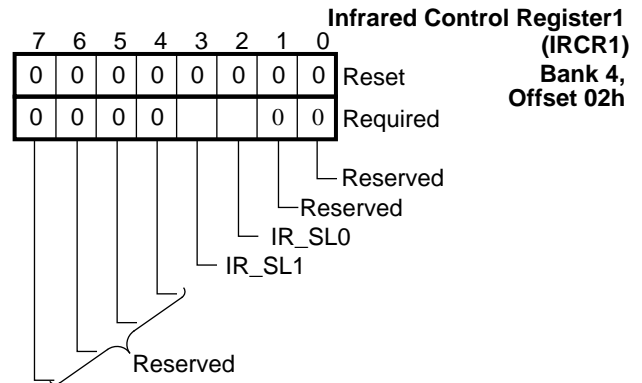 Infrared Control Register1
(IRCR1)
Bank 4,
Offset 02h
7 6 5 4 3 2 1 0
0 0 0 0 0 0 0 0 Reset
0 0 0 0 0 0 Required
Reserved
Reserved
IR_SL0
IR_SL1
Reserved